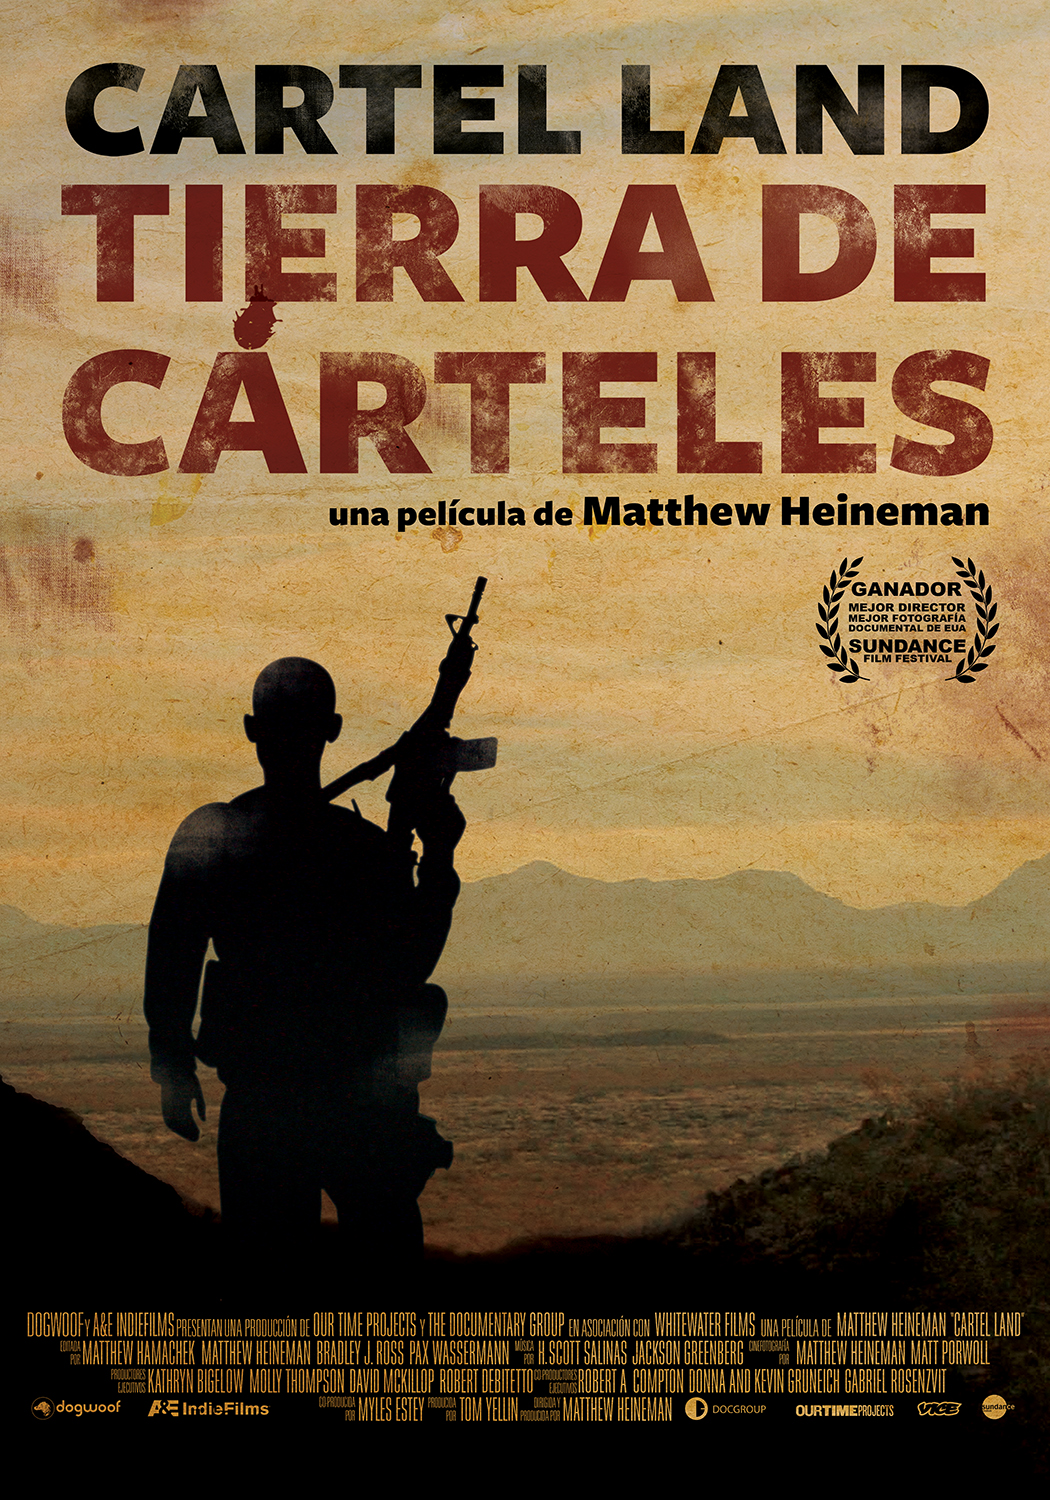 CARTEL LAND
TIERRA DE
CÁRTELES
una película de Matthew Heineman
GANADOR
MEJOR DIRECTOR
MEJOR FOTOGRAFÍA
DOCUMENTAL DE EUA
SUNDANCE
FILM FESTIVAL
DOGWOOF Y A&E INDIEFILMS PRESENTAN UNA PRODUCCIÓN DE OUR TIME PROJECTS Y THE DOCUMENTARY GROUP EN ASOCIACIÓN CON WHITEWATER FILMS UNA PELÍCULA DE MATTHEW HEINEMAN "CARTEL LAND"
EDITADA POR MATTHEW HAMACHEK MATTHEW HEINEMAN BRADLEY J. ROSS PAX WASSERMANN MÚSICA POR H. SCOTT SALINAS JACKSON GREENBERG CINEFOTOGRAFÍA POR MATTHEW HEINEMAN MATT PORWOLL
PRODUCTORES EJECUTIVOS KATHRYN BIGELOW MOLLY THOMPSON DAVID MCKILLOP ROBERT DEBITETTO CO PRODUCTORES EJECUTIVOS ROBERT A COMPTON DONNA AND KEVIN GRUNEICH GABRIEL ROSENZVIT
dogwoof A&E IndieFilms CO PRODUCIDA POR MYLES ESTEY PRODUCIDA POR TOM YELLIN DIRIGIDA Y PRODUCIDA POR MATTHEW HEINEMAN DOCGROUP OURTIMEPROJECTS VICE sundance